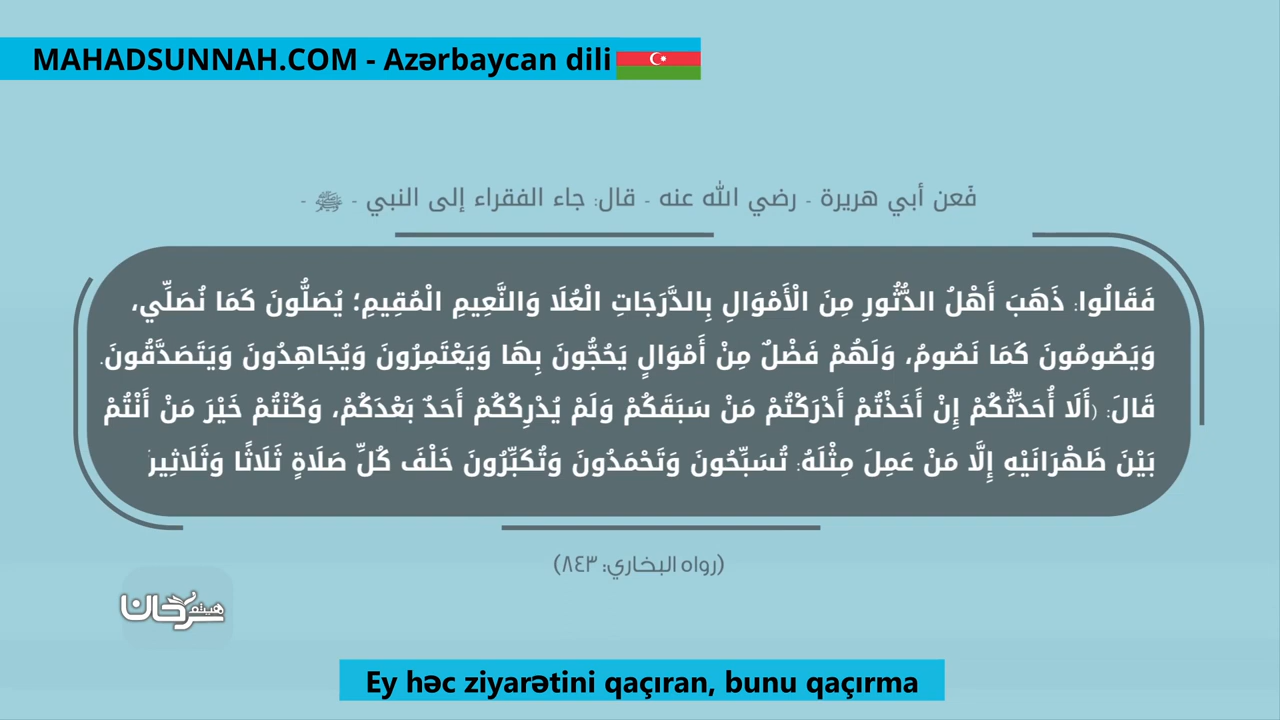 MAHADSUNNAH.COM - Azərbaycan dili
فَعن أبي هريرة - رضي الله عنه - قال: جاء الفقراء إلى النبي - ﷺ -
فَقَالُوا: ذَهَبَ أَهْلُ الدُّثُورِ مِنَ الْأَمْوَالِ بِالدَّرَجَاتِ الْعُلَا وَالنَّعِيمِ الْمُقِيمِ؛ يُصَلُّونَ كَمَا نُصَلِّي،
وَيَصُومُونَ كَمَا نَصُومُ، وَلَهُمْ فَضْلٌ مِنْ أَمْوَالٍ يَحُجُّونَ بِهَا وَيَعْتَمِرُونَ وَيُجَاهِدُونَ وَيَتَصَدَّقُونَ.
قَالَ: (أَلَا أُحَدِّثُكُمْ إِنْ أَخَذْتُمْ أَدْرَكْتُمْ مَنْ سَبَقَكُمْ وَلَمْ يُدْرِكْكُمْ أَحَدٌ بَعْدَكُمْ، وَكُنْتُمْ خَيْرَ مَنْ أَنْتُمْ
بَيْنَ ظَهْرَانَيْهِ إِلَّا مَنْ عَمِلَ مِثْلَهُ: تُسَبِّحُونَ وَتَحْمَدُونَ وَتُكَبِّرُونَ خَلْفَ كُلِّ صَلَاةٍ ثَلَاثًا وَثَلَاثِينَ
(رواه البخاري: ٨٤٣)
هيثم سرحان
Ey həc ziyarətini qaçıran, bunu qaçırma